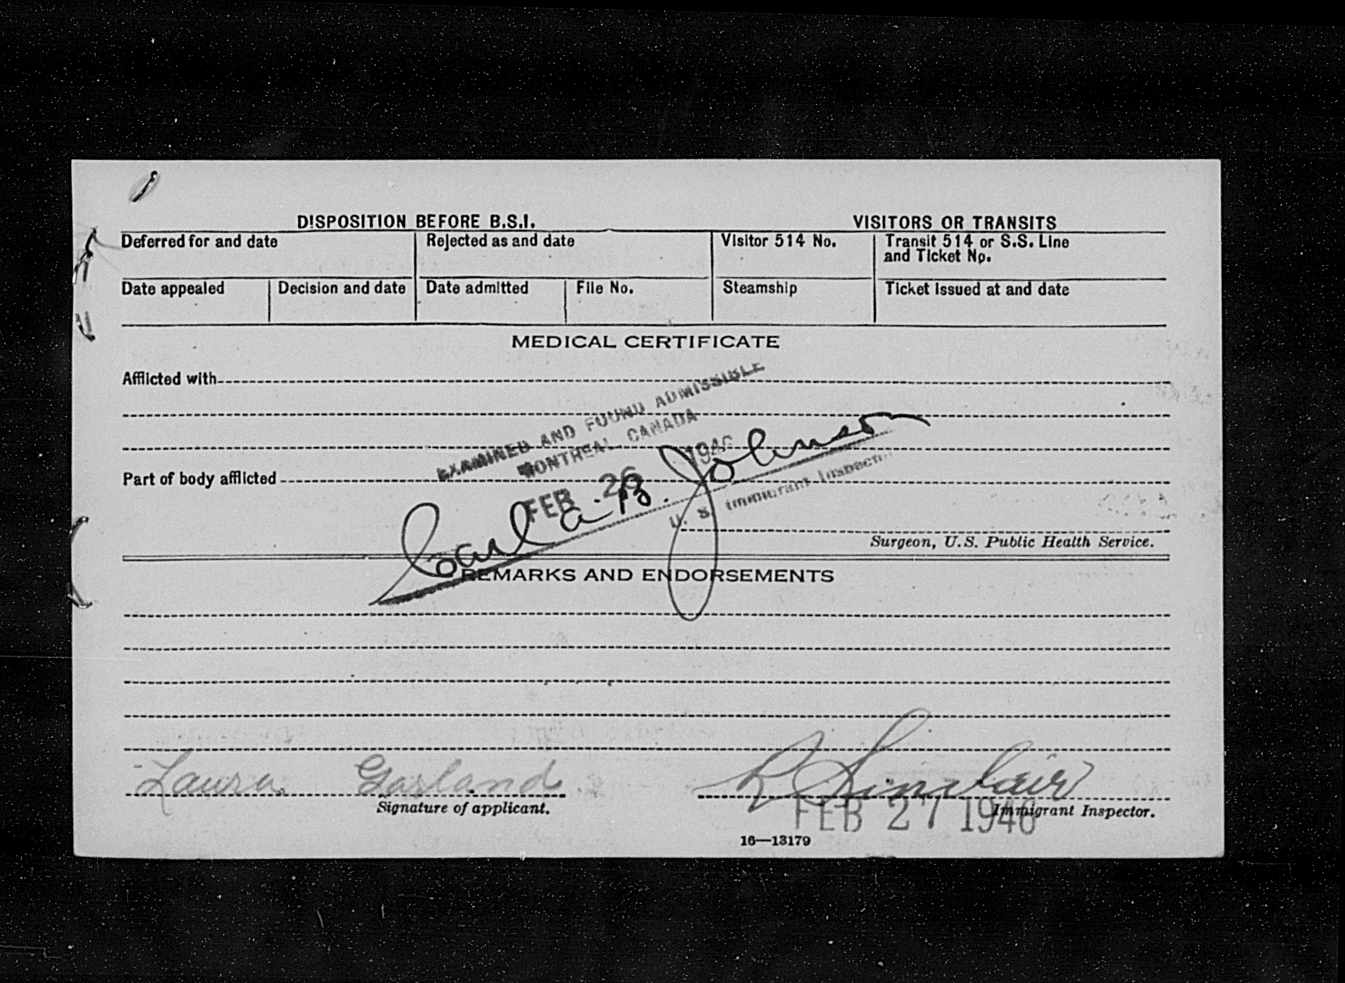 DISPOSITION BEFORE B.S.I. VISITORS OR TRANSITS
Deferred for and date Rejected as and date Visitor 514 No. Transit 514 or S.S. Line and Ticket No.
Date appealed Decision and date Date admitted File No. Steamship Ticket issued at and date
MEDICAL CERTIFICATE
Afflicted with
EXAMINED AND FOUND ADMISSIBLE
MONTREAL CANADA
Part of body afflicted
FEB 26 1946
Carl B. Johnson
U. S. Immigrant Inspector
Surgeon, U.S. Public Health Service.
REMARKS AND ENDORSEMENTS
Laura Garland R Sinclair
Signature of applicant. Immigrant Inspector.
FEB 27 1946
16—13179